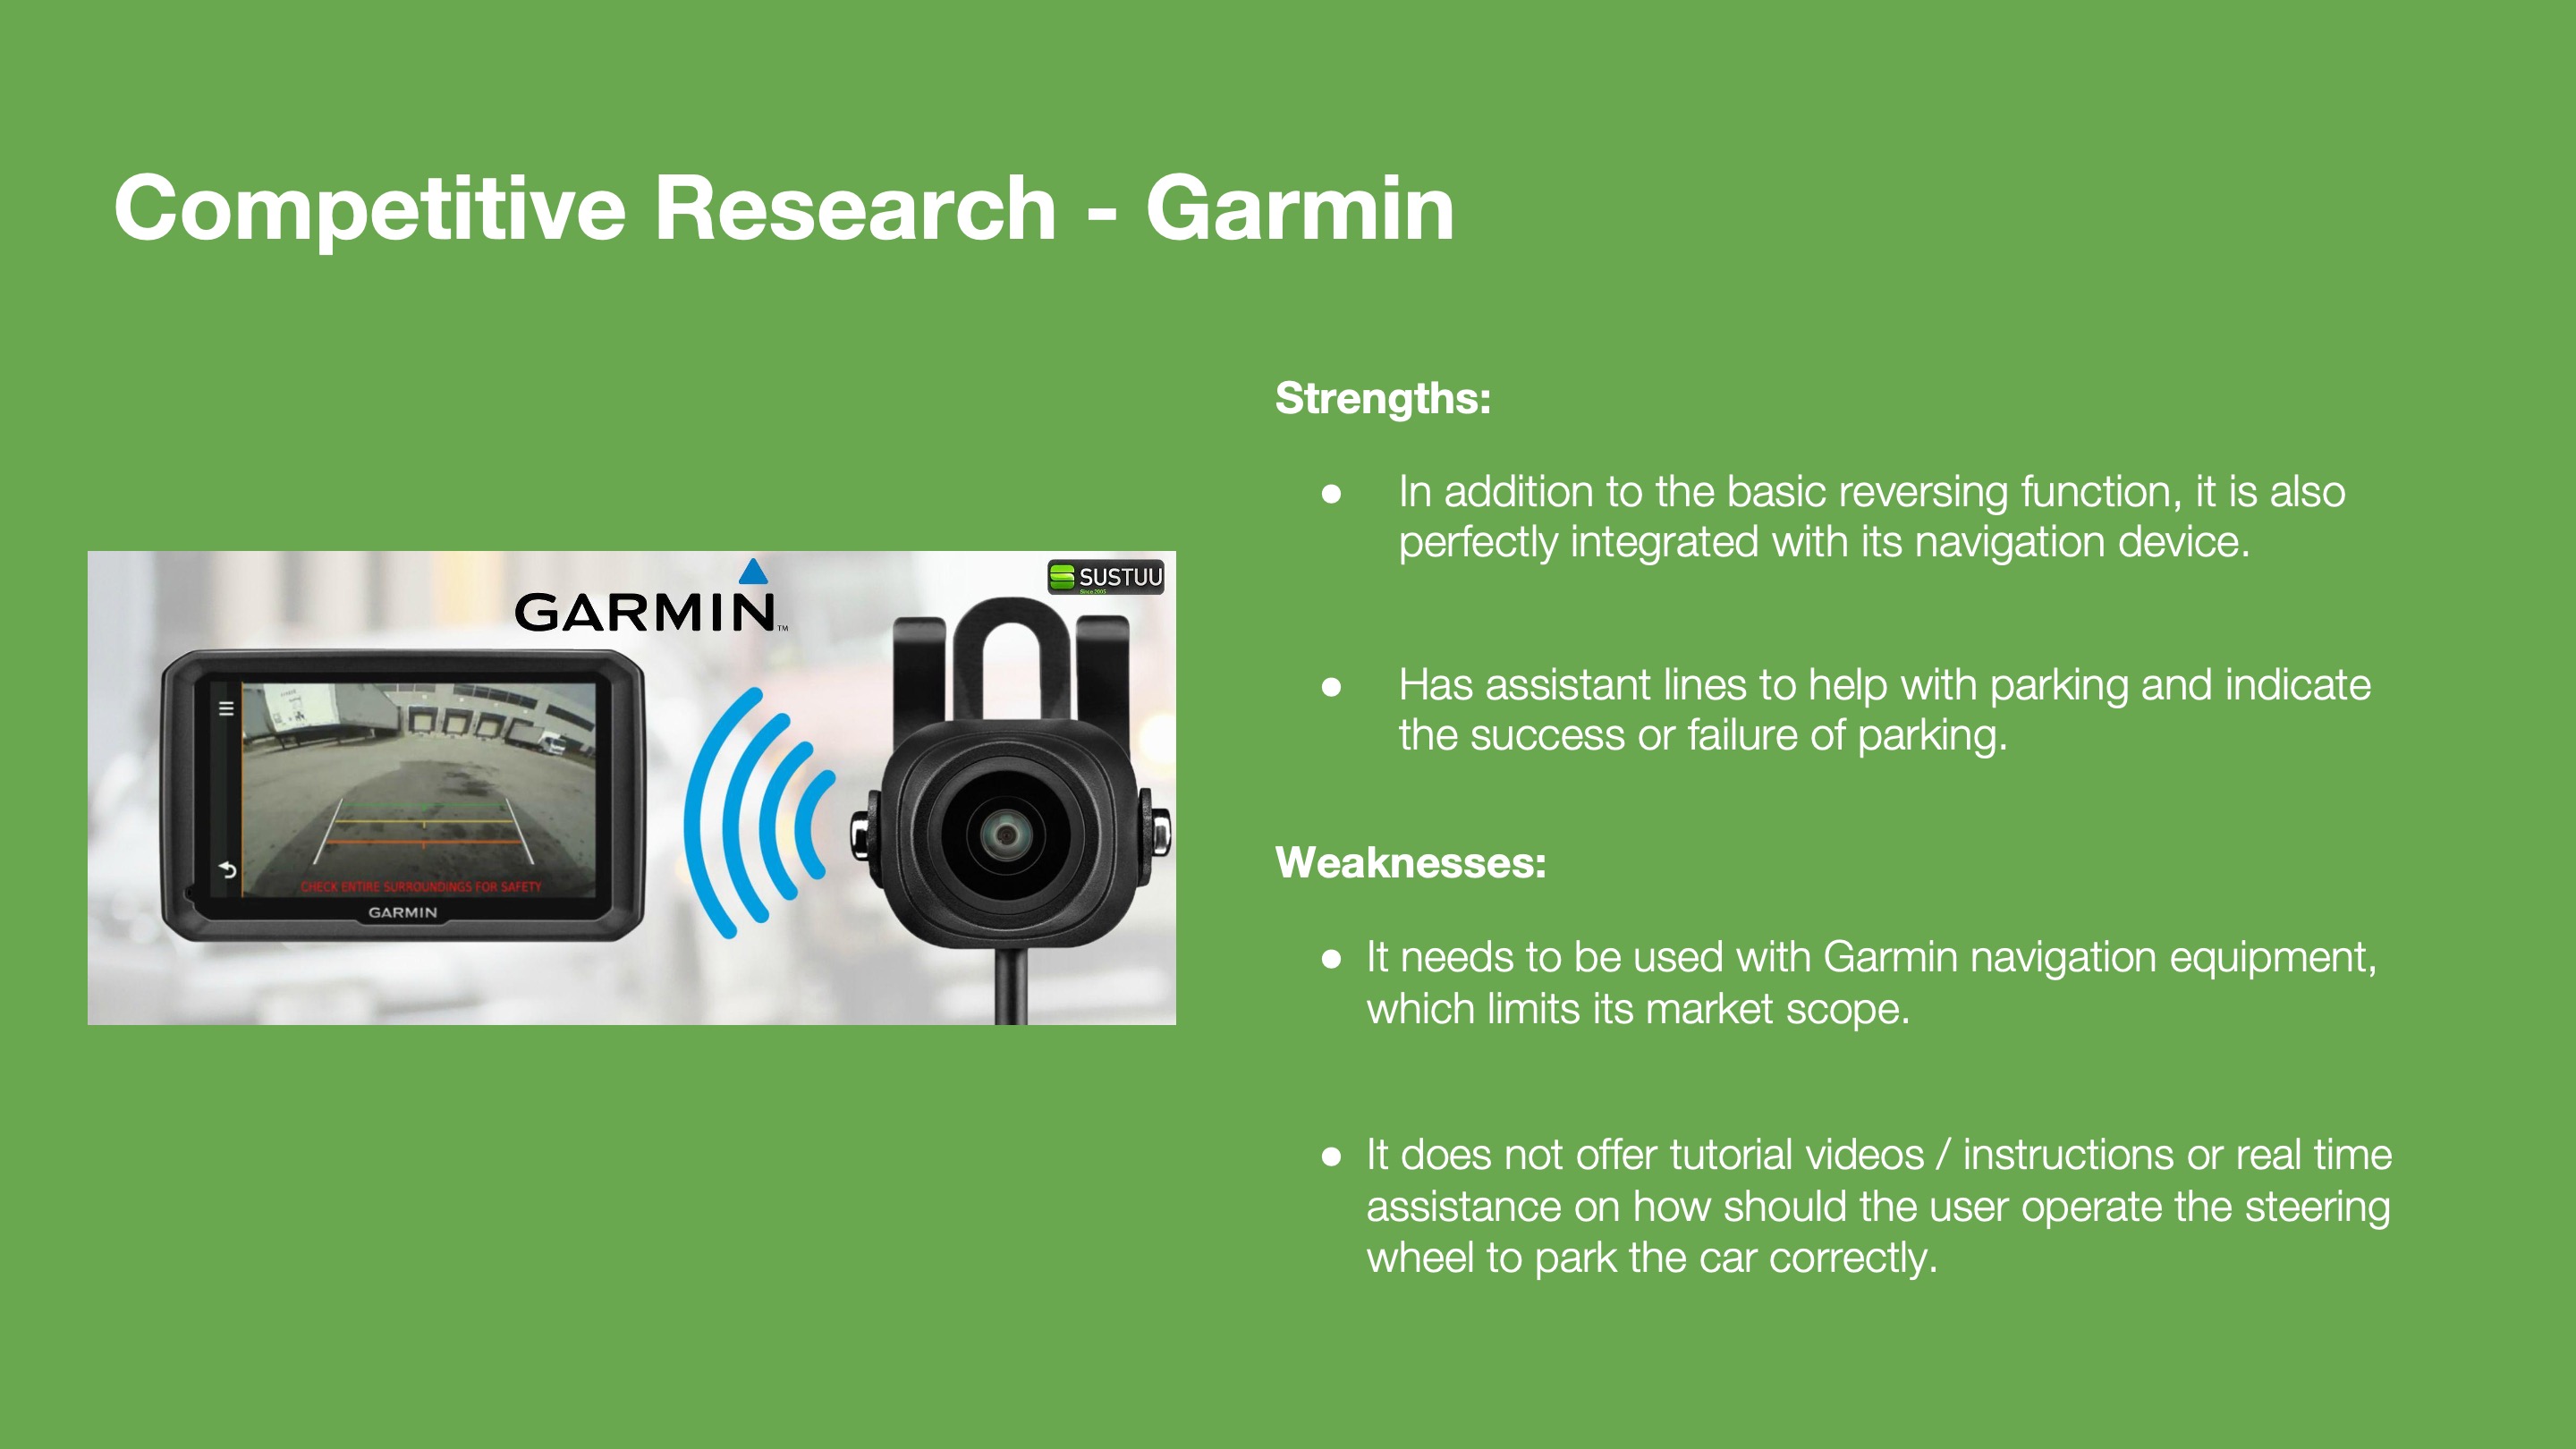 Competitive Research - Garmin
GARMIN™
SUSTUU
Since 2005
CHECK ENTIRE SURROUNDINGS FOR SAFETY
GARMIN
Strengths:
● In addition to the basic reversing function, it is also
perfectly integrated with its navigation device.
● Has assistant lines to help with parking and indicate
the success or failure of parking.
Weaknesses:
● It needs to be used with Garmin navigation equipment,
which limits its market scope.
● It does not offer tutorial videos / instructions or real time
assistance on how should the user operate the steering
wheel to park the car correctly.